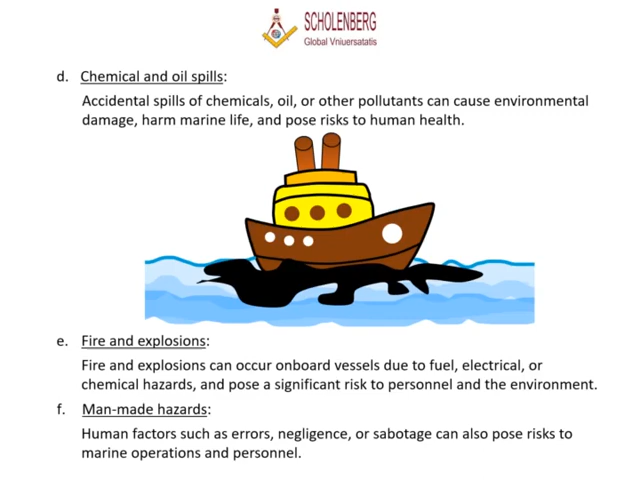 SCHOLENBERG
Global Vniuersatatis
d. Chemical and oil spills:
Accidental spills of chemicals, oil, or other pollutants can cause environmental
damage, harm marine life, and pose risks to human health.
e. Fire and explosions:
Fire and explosions can occur onboard vessels due to fuel, electrical, or
chemical hazards, and pose a significant risk to personnel and the environment.
f. Man-made hazards:
Human factors such as errors, negligence, or sabotage can also pose risks to
marine operations and personnel.